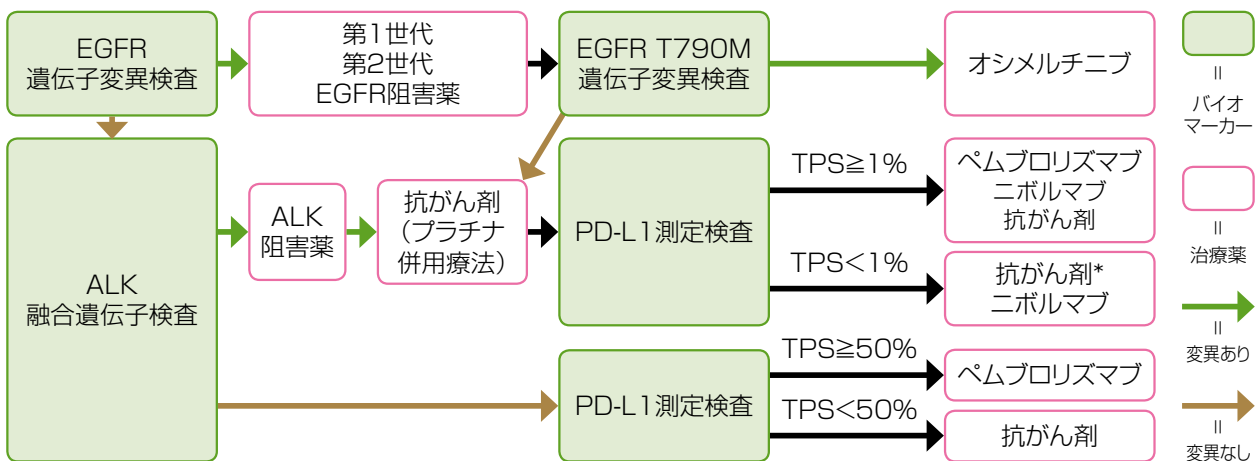 EGFR
遺伝子変異検査
第1世代
第2世代
EGFR阻害薬
EGFR T790M
遺伝子変異検査
オシメルチニブ
ALK
融合遺伝子検査
ALK
阻害薬
抗がん剤
（プラチナ
併用療法）
PD-L1測定検査
TPS≧1%
ペムブロリズマブ
ニボルマブ
抗がん剤
TPS<1%
抗がん剤*
ニボルマブ
PD-L1測定検査
TPS≧50%
ペムブロリズマブ
TPS<50%
抗がん剤
=
バイオ
マーカー
=
治療薬
=
変異あり
=
変異なし